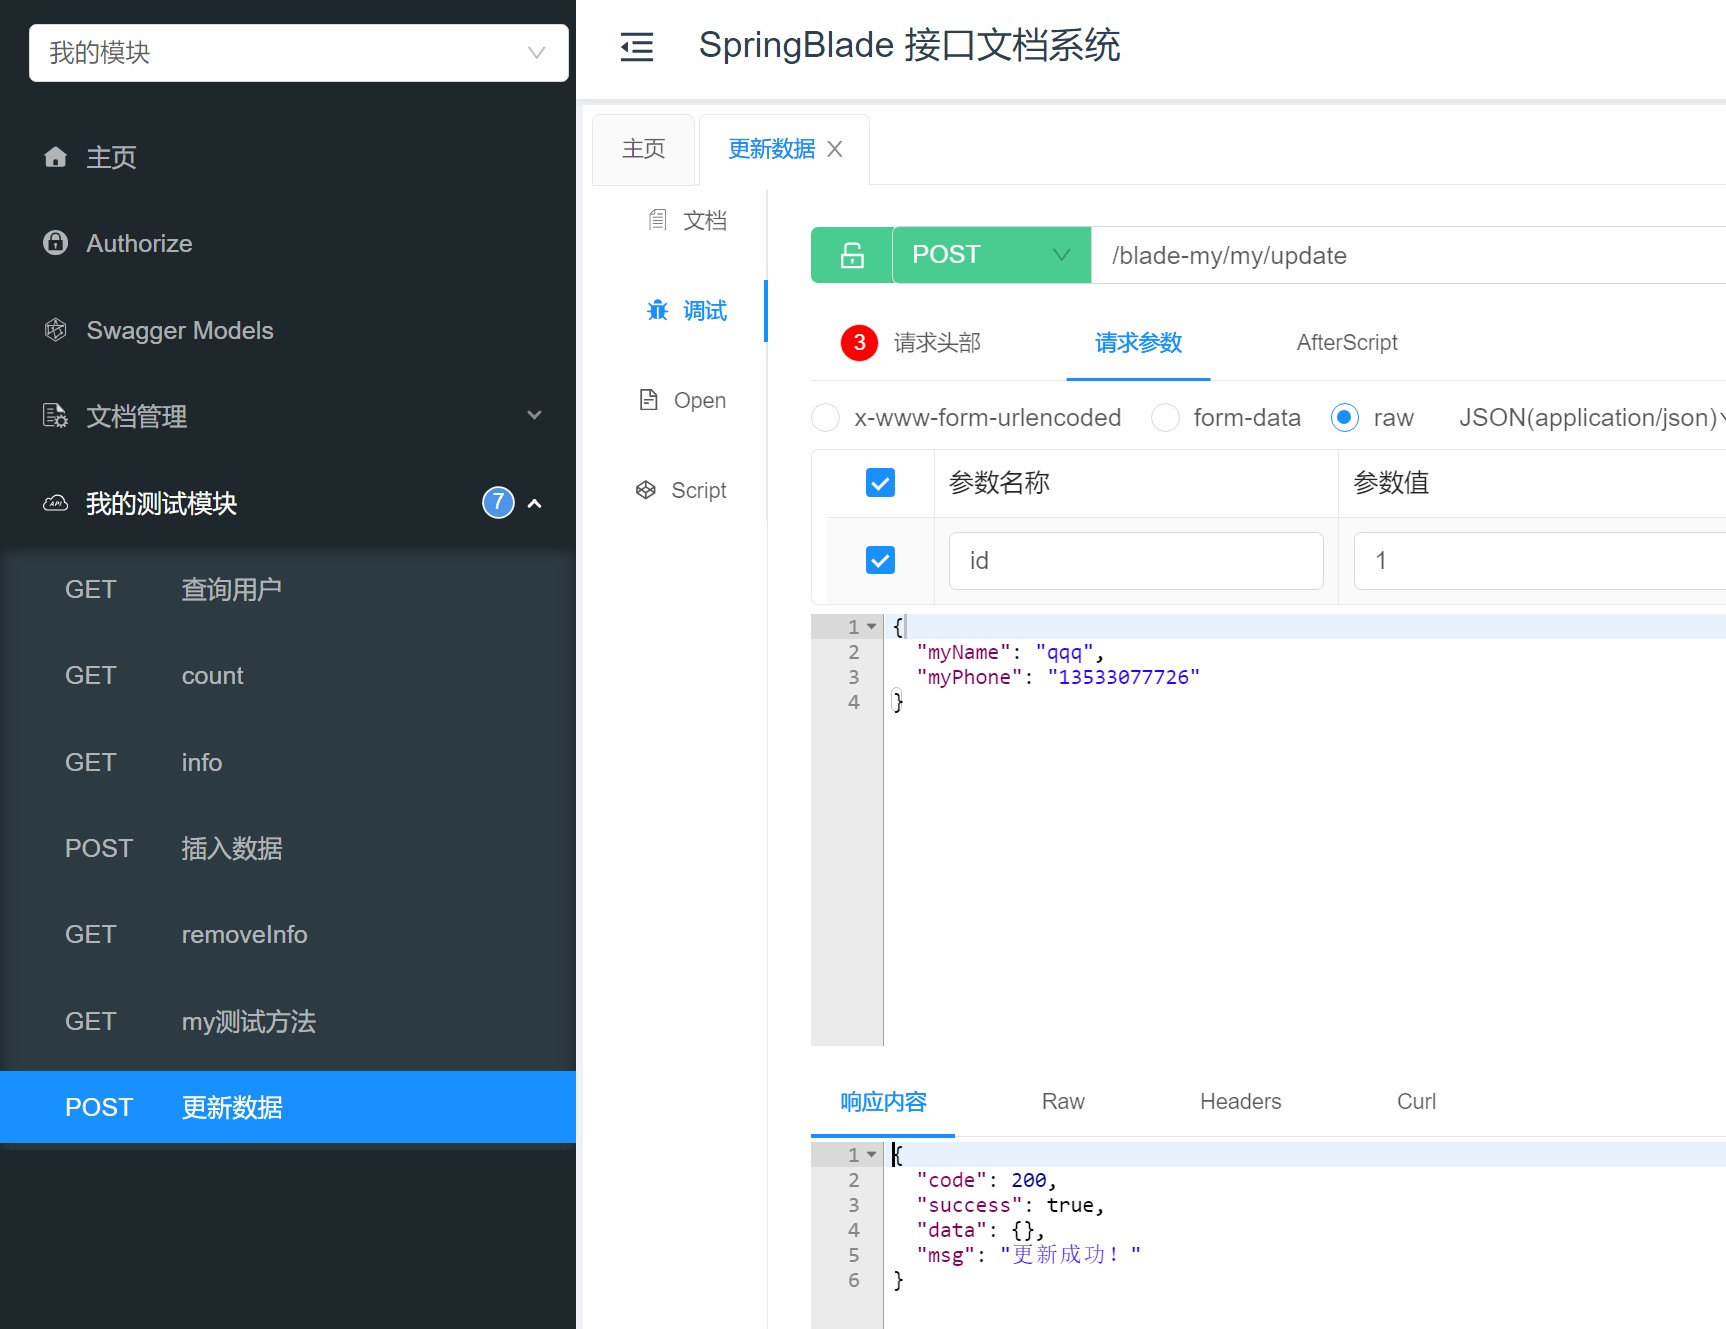 我的模块
主页
Authorize
Swagger Models
文档管理
我的测试模块 7
GET 查询用户
GET count
GET info
POST 插入数据
GET removeInfo
GET my测试方法
POST 更新数据
SpringBlade 接口文档系统
主页 更新数据
文档
调试
Open
Script
POST /blade-my/my/update
3 请求头部 请求参数 AfterScript
x-www-form-urlencoded form-data raw JSON(application/json)
参数名称 参数值
id 1
1 {
2 "myName": "qqq",
3 "myPhone": "13533077726"
4 }
响应内容 Raw Headers Curl
1 {
2 "code": 200,
3 "success": true,
4 "data": {},
5 "msg": "更新成功！"
6 }